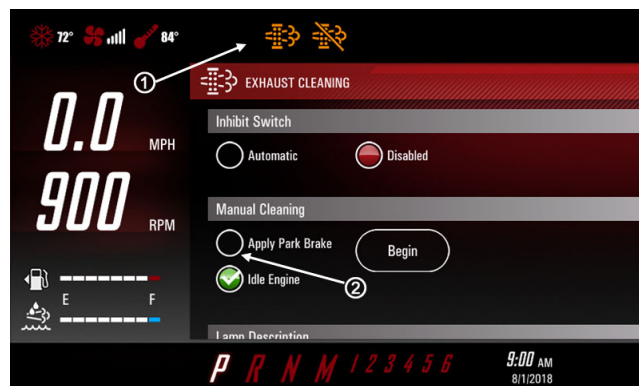 72° 84°
①
EXHAUST CLEANING
Inhibit Switch
Automatic Disabled
0.0 MPH
Manual Cleaning
900 RPM
Apply Park Brake Begin
Idle Engine
②
E F
Lamp Description
P R N M 1 2 3 4 5 6 9:00 AM
8/1/2018